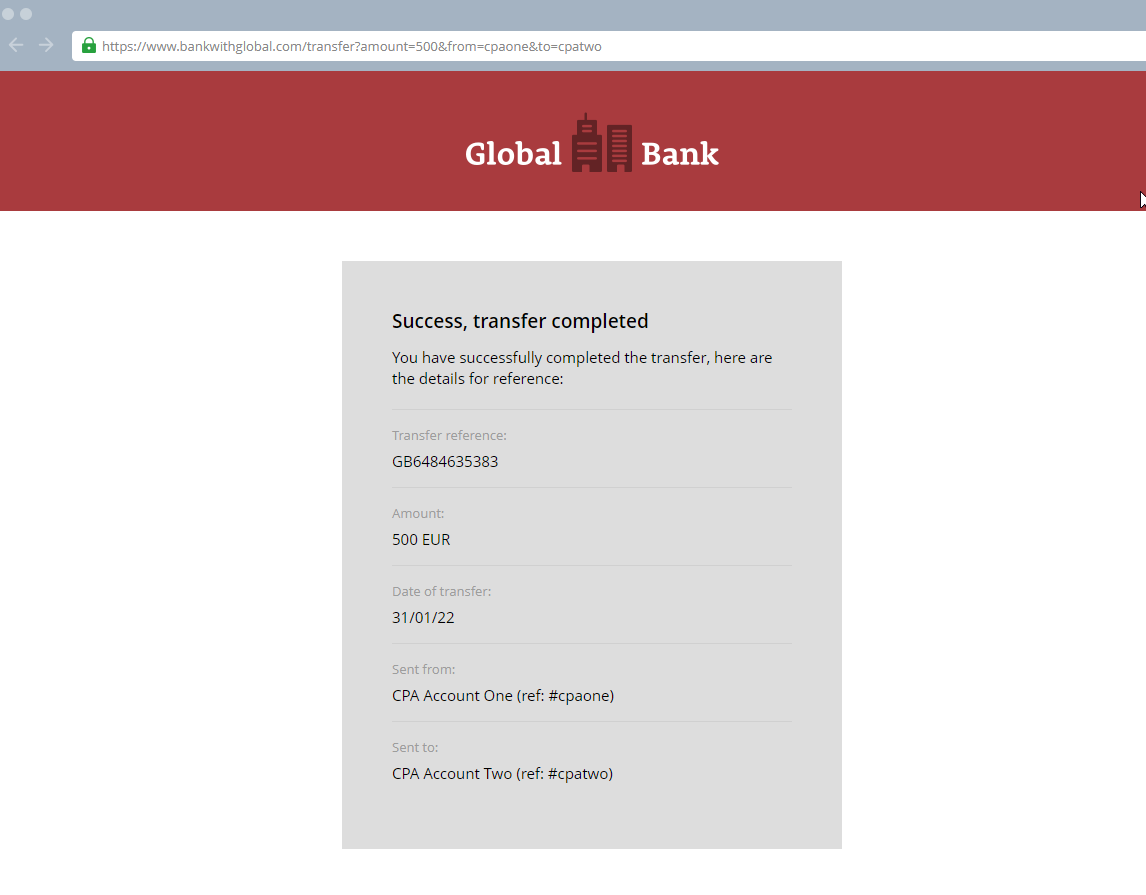 https://www.bankwithglobal.com/transfer?amount=500&from=cpaone&to=cpatwo
Global Bank
Success, transfer completed
You have successfully completed the transfer, here are
the details for reference:
Transfer reference:
GB6484635383
Amount:
500 EUR
Date of transfer:
31/01/22
Sent from:
CPA Account One (ref: #cpaone)
Sent to:
CPA Account Two (ref: #cpatwo)